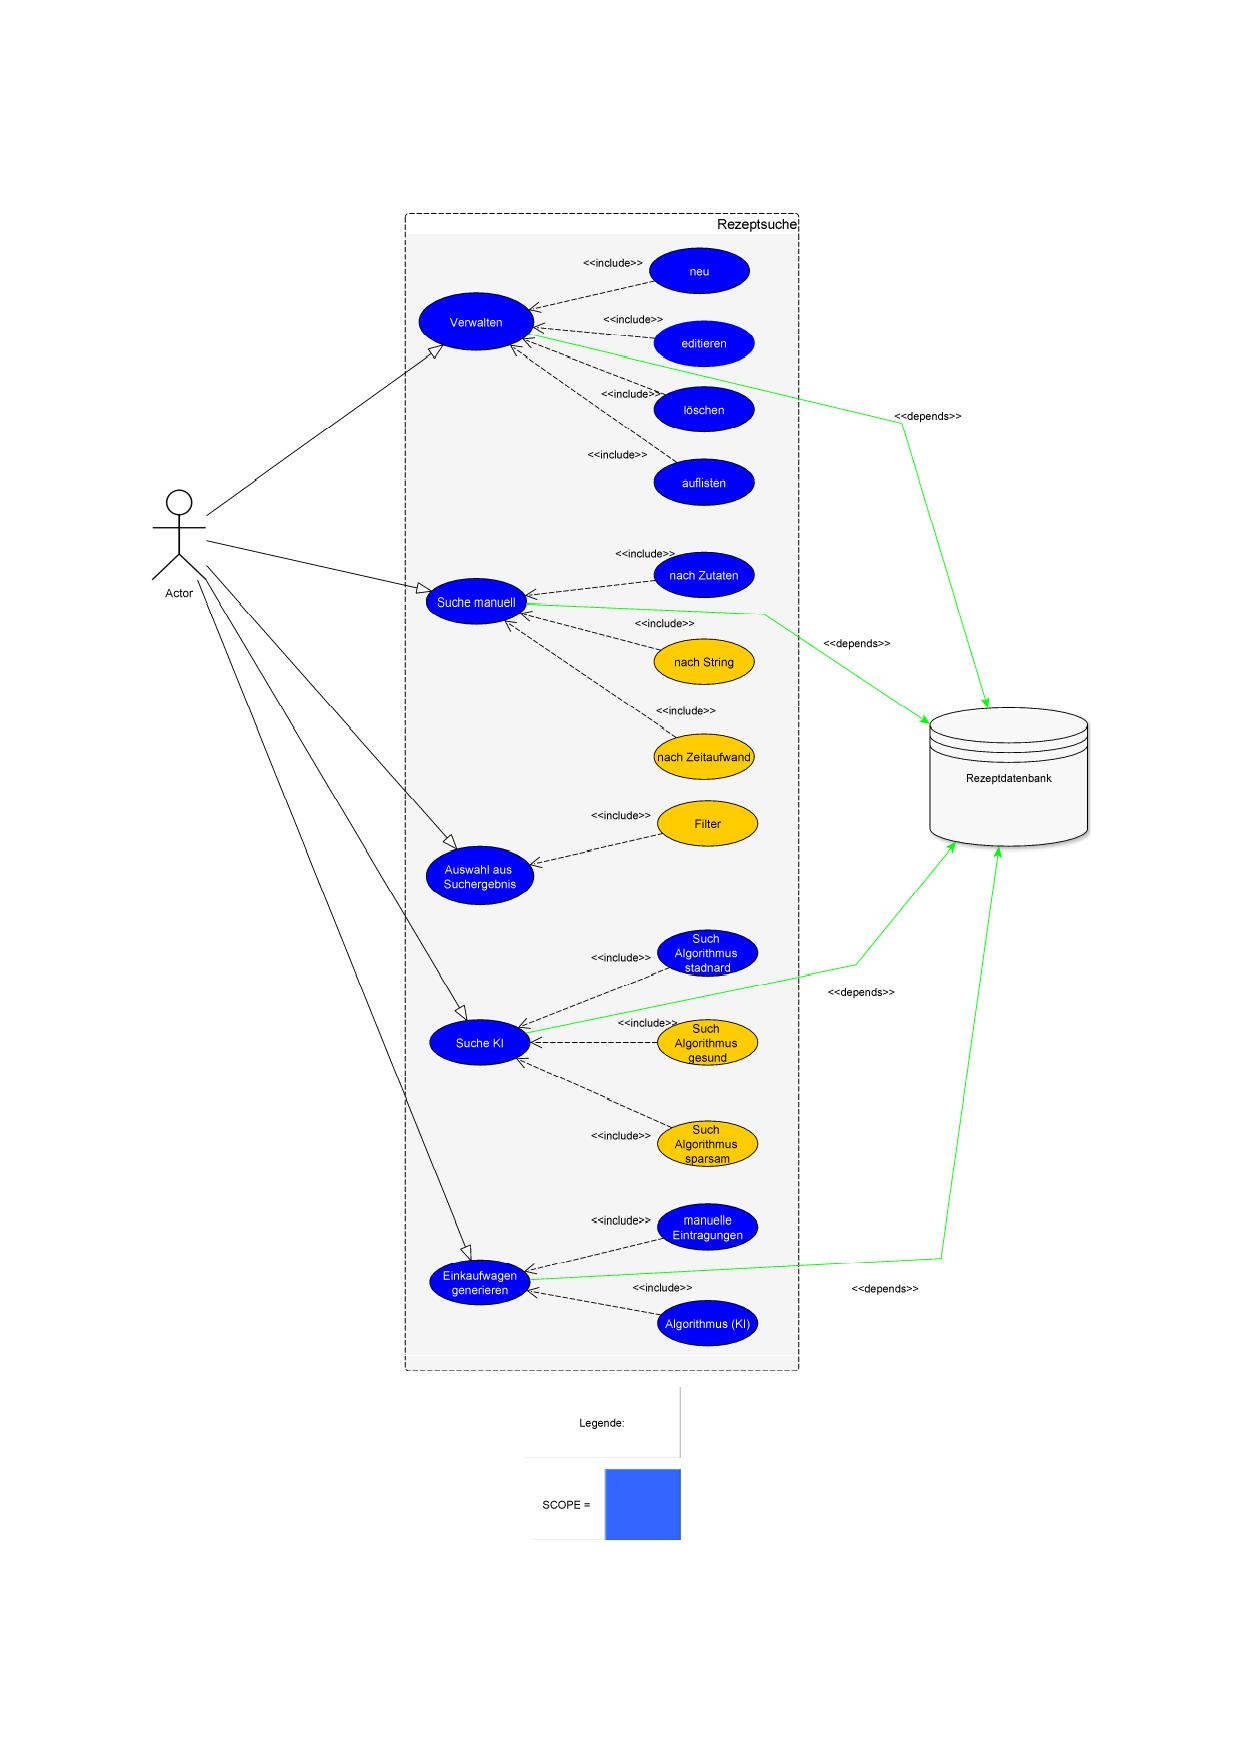 Rezeptsuche
<<include>>
neu
Verwalten
<<include>>
editieren
<<include>>
löschen
<<depends>>
<<include>>
auflisten
Actor
<<include>>
nach Zutaten
Suche manuell
<<include>>
<<depends>>
nach String
<<include>>
nach Zeitaufwand
Rezeptdatenbank
<<include>>
Filter
Auswahl aus
Suchergebnis
Such
Algorithmus
stadnard
<<include>>
<<depends>>
<<include>>
Such
Algorithmus
gesund
Suche KI
<<include>>
Such
Algorithmus
sparsam
<<include>>
manuelle
Eintragungen
Einkaufwagen
generieren
<<include>>
<<depends>>
Algorithmus (KI)
Legende:
SCOPE =